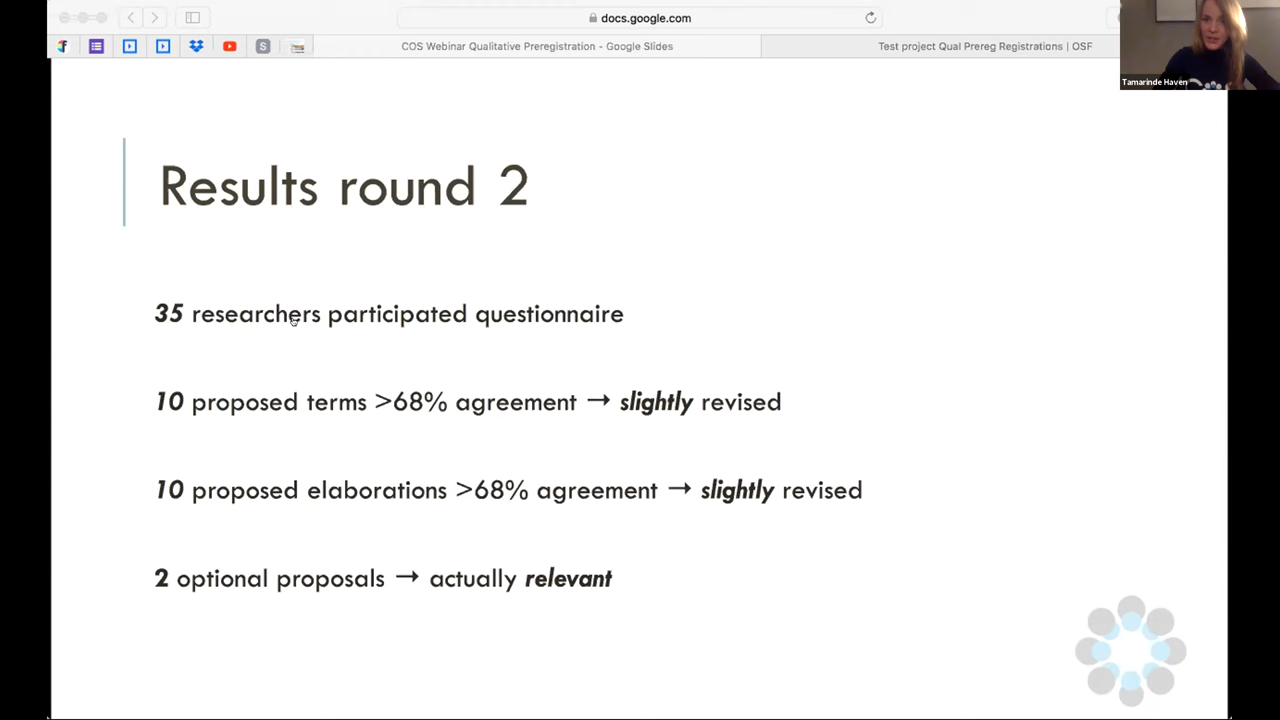 docs.google.com
S
COS Webinar Qualitative Preregistration - Google Slides
Test project Qual Prereg Registrations | OSF
Tamarinde Haven
Results round 2
35 researchers participated questionnaire
10 proposed terms >68% agreement → slightly revised
10 proposed elaborations >68% agreement → slightly revised
2 optional proposals → actually relevant